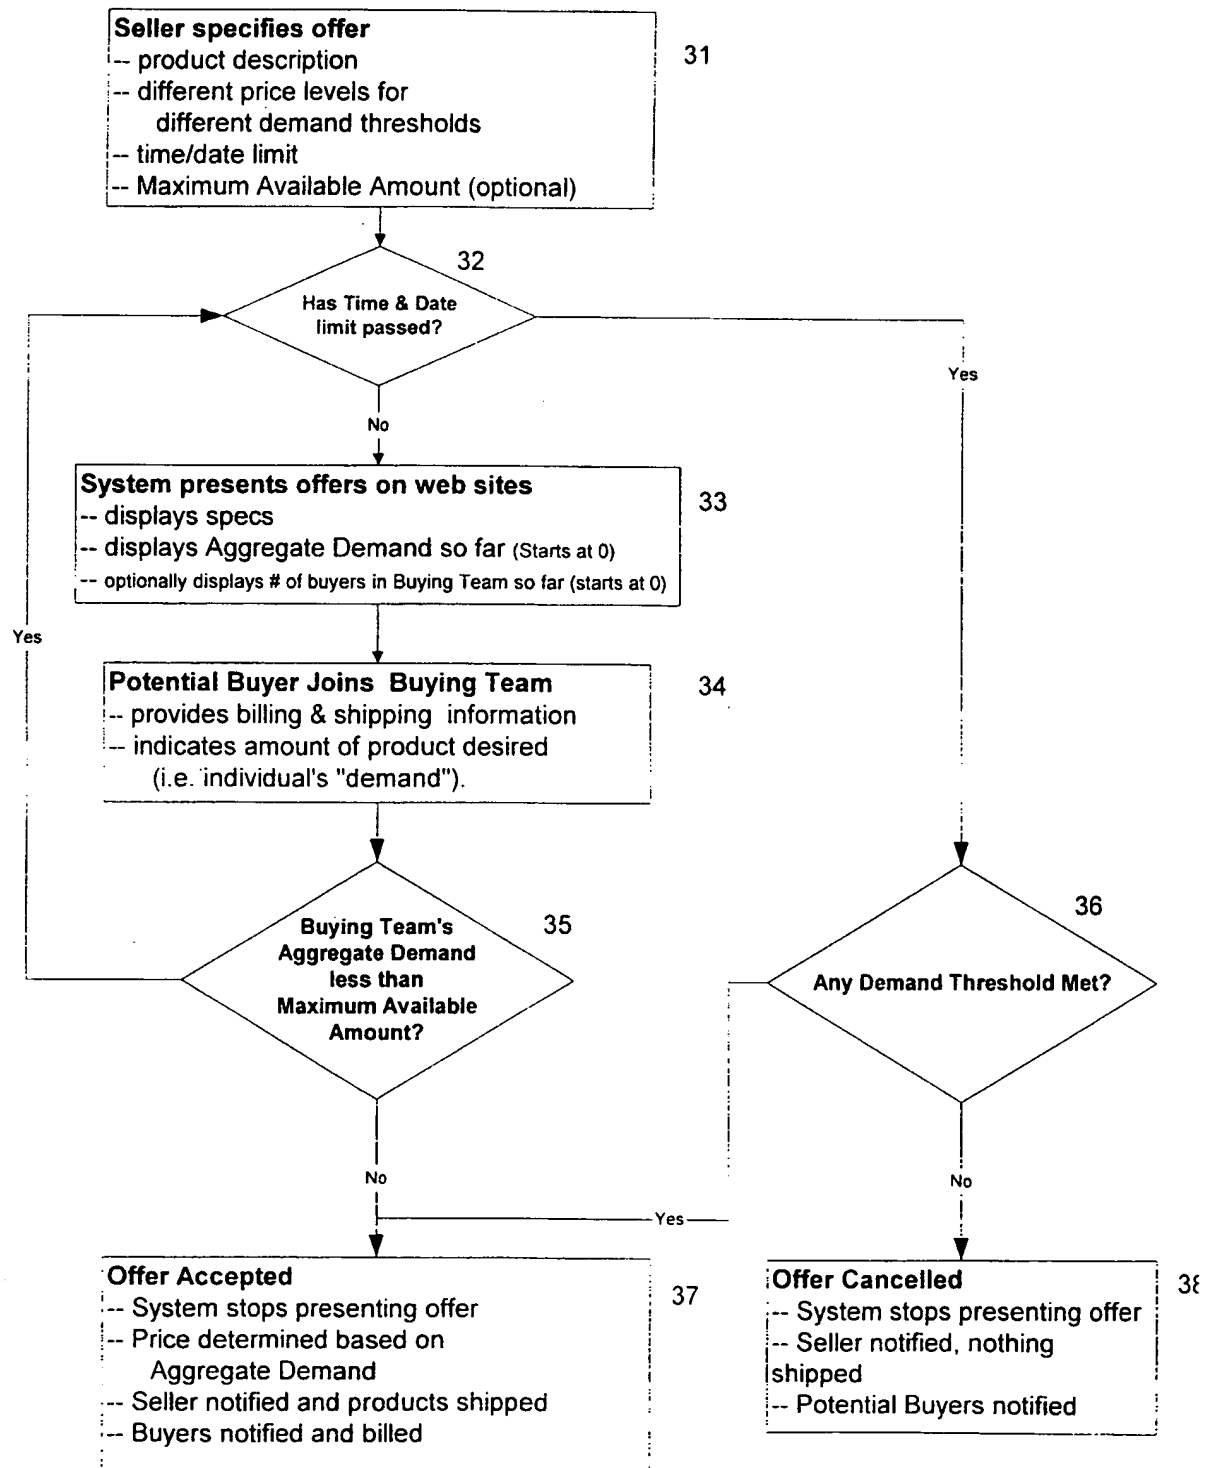 Seller specifies offer
-- product description
-- different price levels for
different demand thresholds
-- time/date limit
-- Maximum Available Amount (optional)
31
32
Has Time & Date
limit passed?
Yes
No
System presents offers on web sites
-- displays specs
-- displays Aggregate Demand so far (Starts at 0)
-- optionally displays # of buyers in Buying Team so far (starts at 0)
33
Yes
Potential Buyer Joins Buying Team
-- provides billing & shipping information
-- indicates amount of product desired
(i.e. individual's "demand").
34
Buying Team's
Aggregate Demand
less than
Maximum Available
Amount?
35
36
Any Demand Threshold Met?
No
No
Yes
Offer Accepted
-- System stops presenting offer
-- Price determined based on
Aggregate Demand
-- Seller notified and products shipped
-- Buyers notified and billed
37
Offer Cancelled
-- System stops presenting offer
-- Seller notified, nothing
shipped
-- Potential Buyers notified